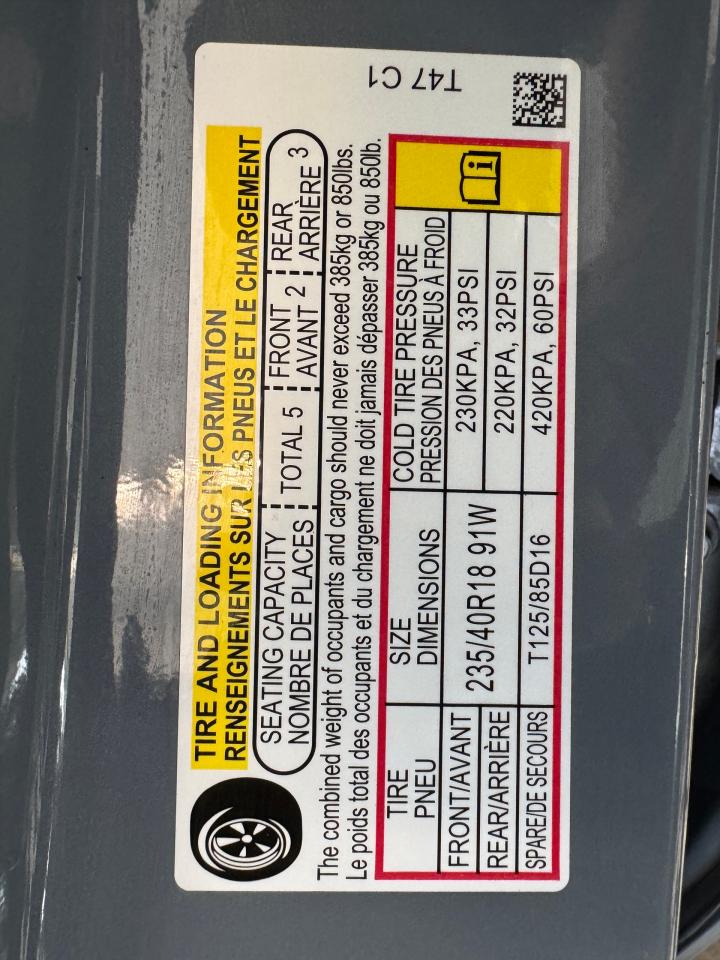 TIRE AND LOADING INFORMATION
RENSEIGNEMENTS SUR LES PNEUS ET LE CHARGEMENT
SEATING CAPACITY TOTAL 5 FRONT 2 REAR 3
NOMBRE DE PLACES AVANT ARRIÈRE
The combined weight of occupants and cargo should never exceed 385kg or 850lbs.
Le poids total des occupants et du chargement ne doit jamais dépasser 385kg ou 850lb.
TIRE SIZE COLD TIRE PRESSURE
PNEU DIMENSIONS PRESSION DES PNEUS À FROID
FRONT/AVANT 235/40R18 91W 230KPA, 33PSI
REAR/ARRIÈRE 220KPA, 32PSI
SPARE/DE SECOURS T125/85D16 420KPA, 60PSI
T47 C1